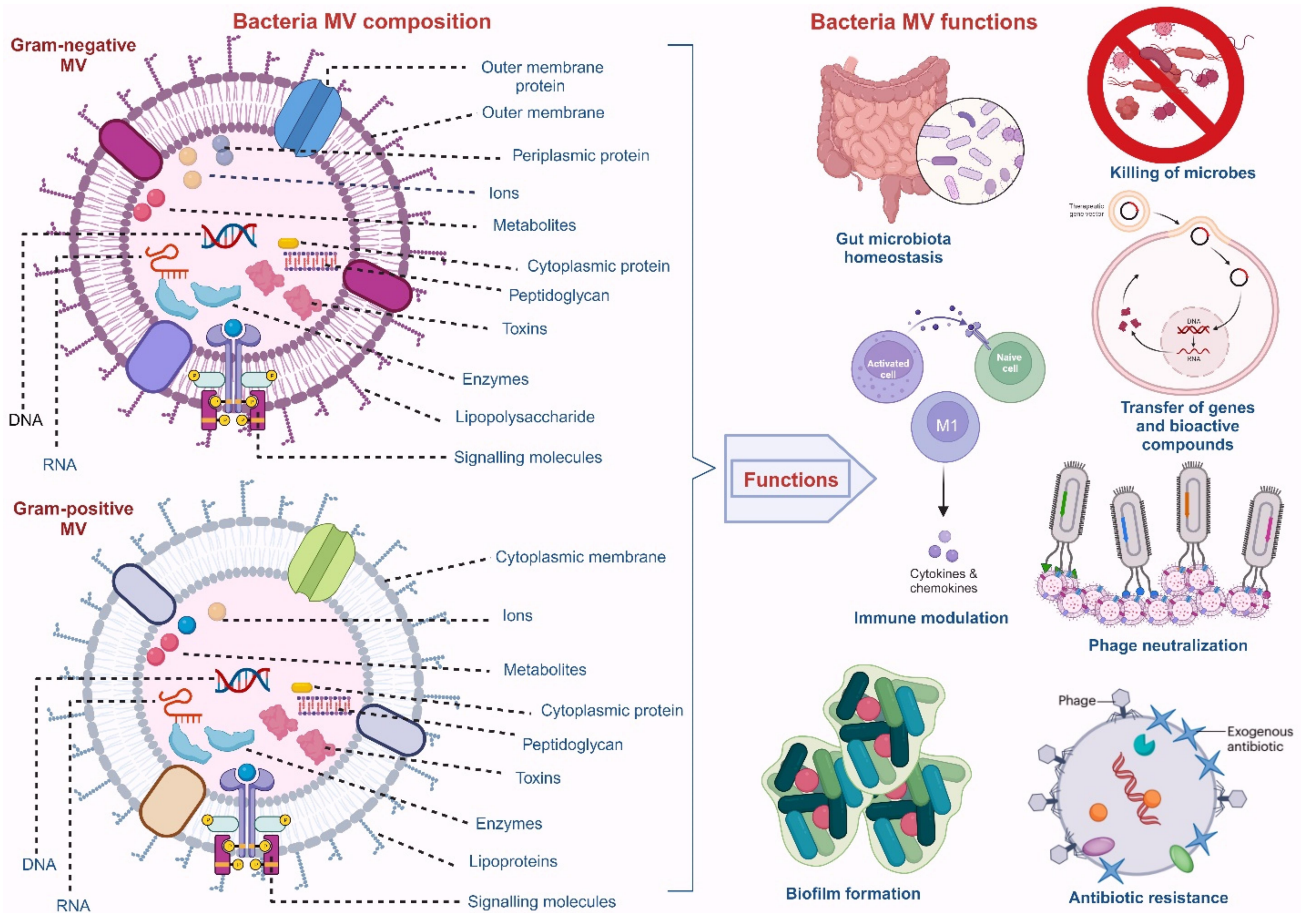 Bacteria MV composition
Gram-negative
MV
Outer membrane
protein
Outer membrane
Periplasmic protein
Ions
Metabolites
Cytoplasmic protein
Peptidoglycan
Toxins
Enzymes
Lipopolysaccharide
Signalling molecules
DNA
RNA
P
P
P
P
P
P
Gram-positive
MV
Cytoplasmic membrane
Ions
Metabolites
Cytoplasmic protein
Peptidoglycan
Toxins
Enzymes
Lipoproteins
Signalling molecules
DNA
RNA
P
P
P
P
P
P
Functions
Bacteria MV functions
Gut microbiota
homeostasis
Killing of microbes
Therapeutic
gene vector
DNA
RNA
Transfer of genes
and bioactive
compounds
Activated
cell
Naive
cell
M1
Cytokines &
chemokines
Immune modulation
Phage neutralization
Biofilm formation
Phage
Exogenous
antibiotic
Antibiotic resistance